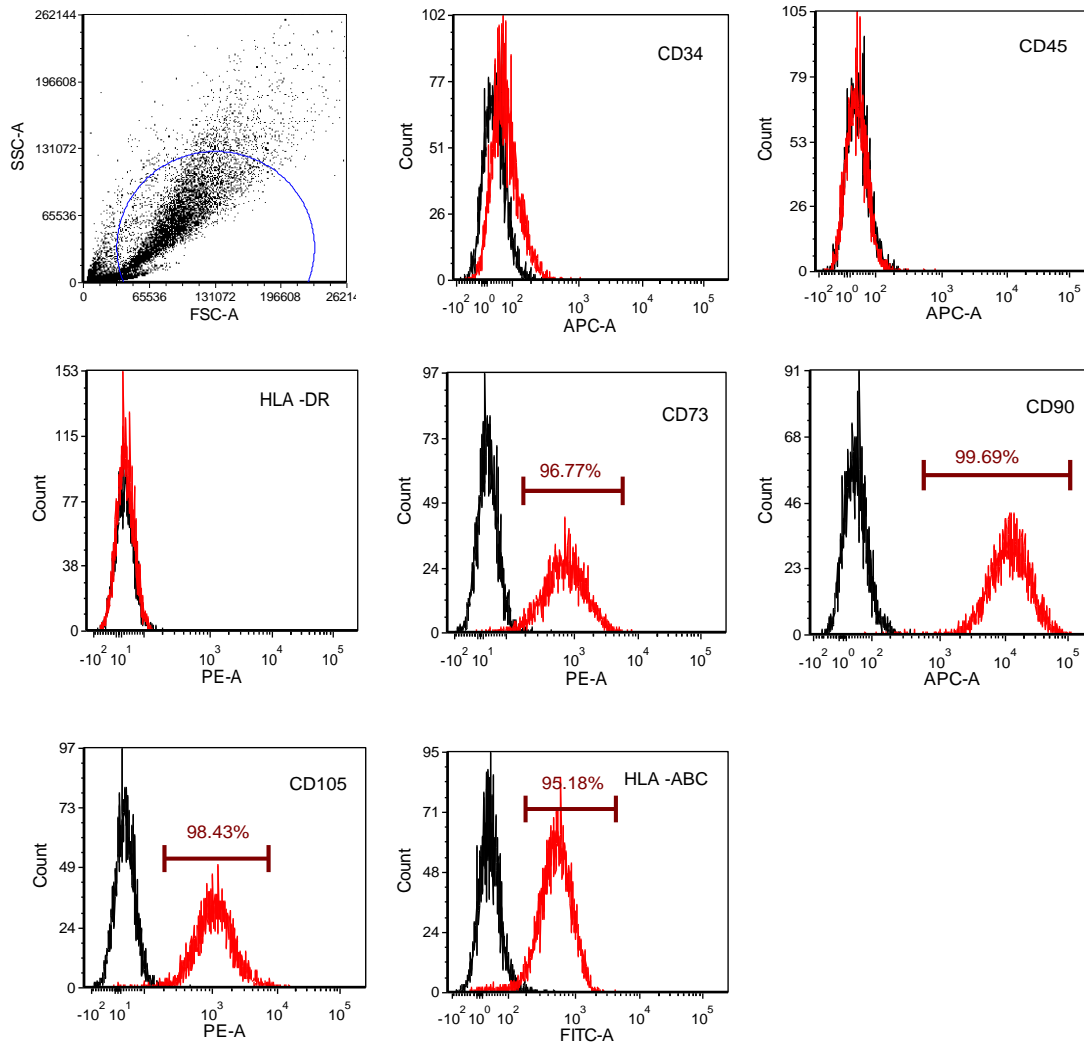 262144
196608
131072
65536
0
SSC-A
0 65536 131072 196608 26214
FSC-A
CD34
102
77
51
26
0
Count
-10² 10⁰ 10² 10³ 10⁴ 10⁵
APC-A
CD45
105
79
53
26
0
Count
-10² 10⁰ 10² 10³ 10⁴ 10⁵
APC-A
HLA -DR
153
115
77
38
0
Count
-10² 10¹ 10³ 10⁴ 10⁵
PE-A
CD73
96.77%
97
73
49
24
0
Count
-10² 10¹ 10³ 10⁴ 10⁵
PE-A
CD90
99.69%
91
68
46
23
0
Count
-10² 10⁰ 10² 10³ 10⁴ 10⁵
APC-A
CD105
98.43%
97
73
49
24
0
Count
-10² 10¹ 10³ 10⁴ 10⁵
PE-A
HLA -ABC
95.18%
95
71
48
24
0
Count
-10² 10⁰ 10² 10³ 10⁴ 10⁵
FITC-A